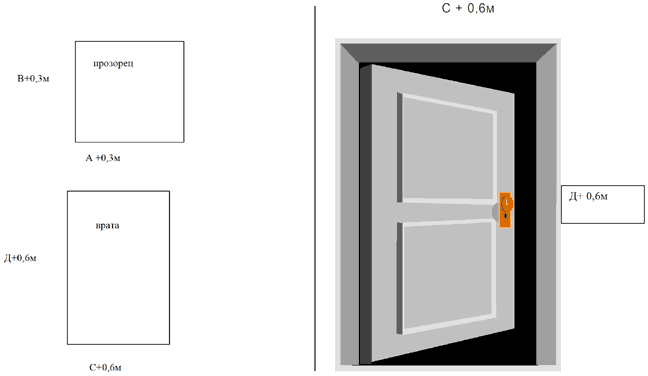 прозорец
В+0,3м
А +0,3м
врата
Д+0,6м
С+0,6м
С + 0,6м
Д+ 0,6м